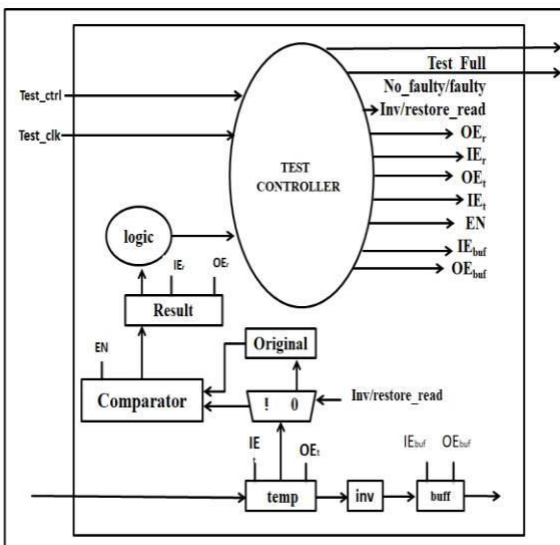 Test_Full
Test_ctrl
No_faulty/faulty
Inv/restore_read
Test_clk
OEr
IEr
TEST
CONTROLLER
OEt
IEt
EN
IEbuf
OEbuf
logic
IEr
OEr
Result
EN
Original
Comparator
! 0
Inv/restore_read
IE
t
OEt
IEbuf
OEbuf
temp
inv
buff